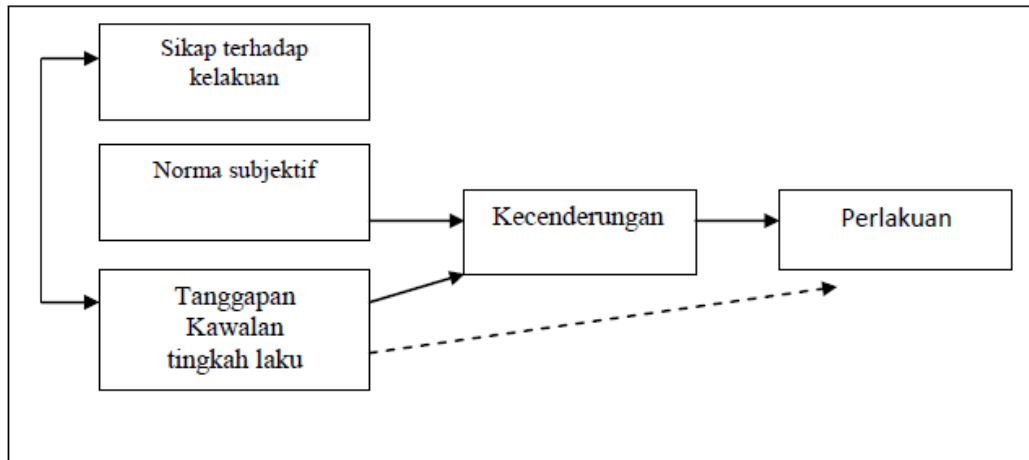 Sikap terhadap
kelakuan
Norma subjektif
Kecenderungan
Perlakuan
Tanggapan
Kawalan
tingkah laku